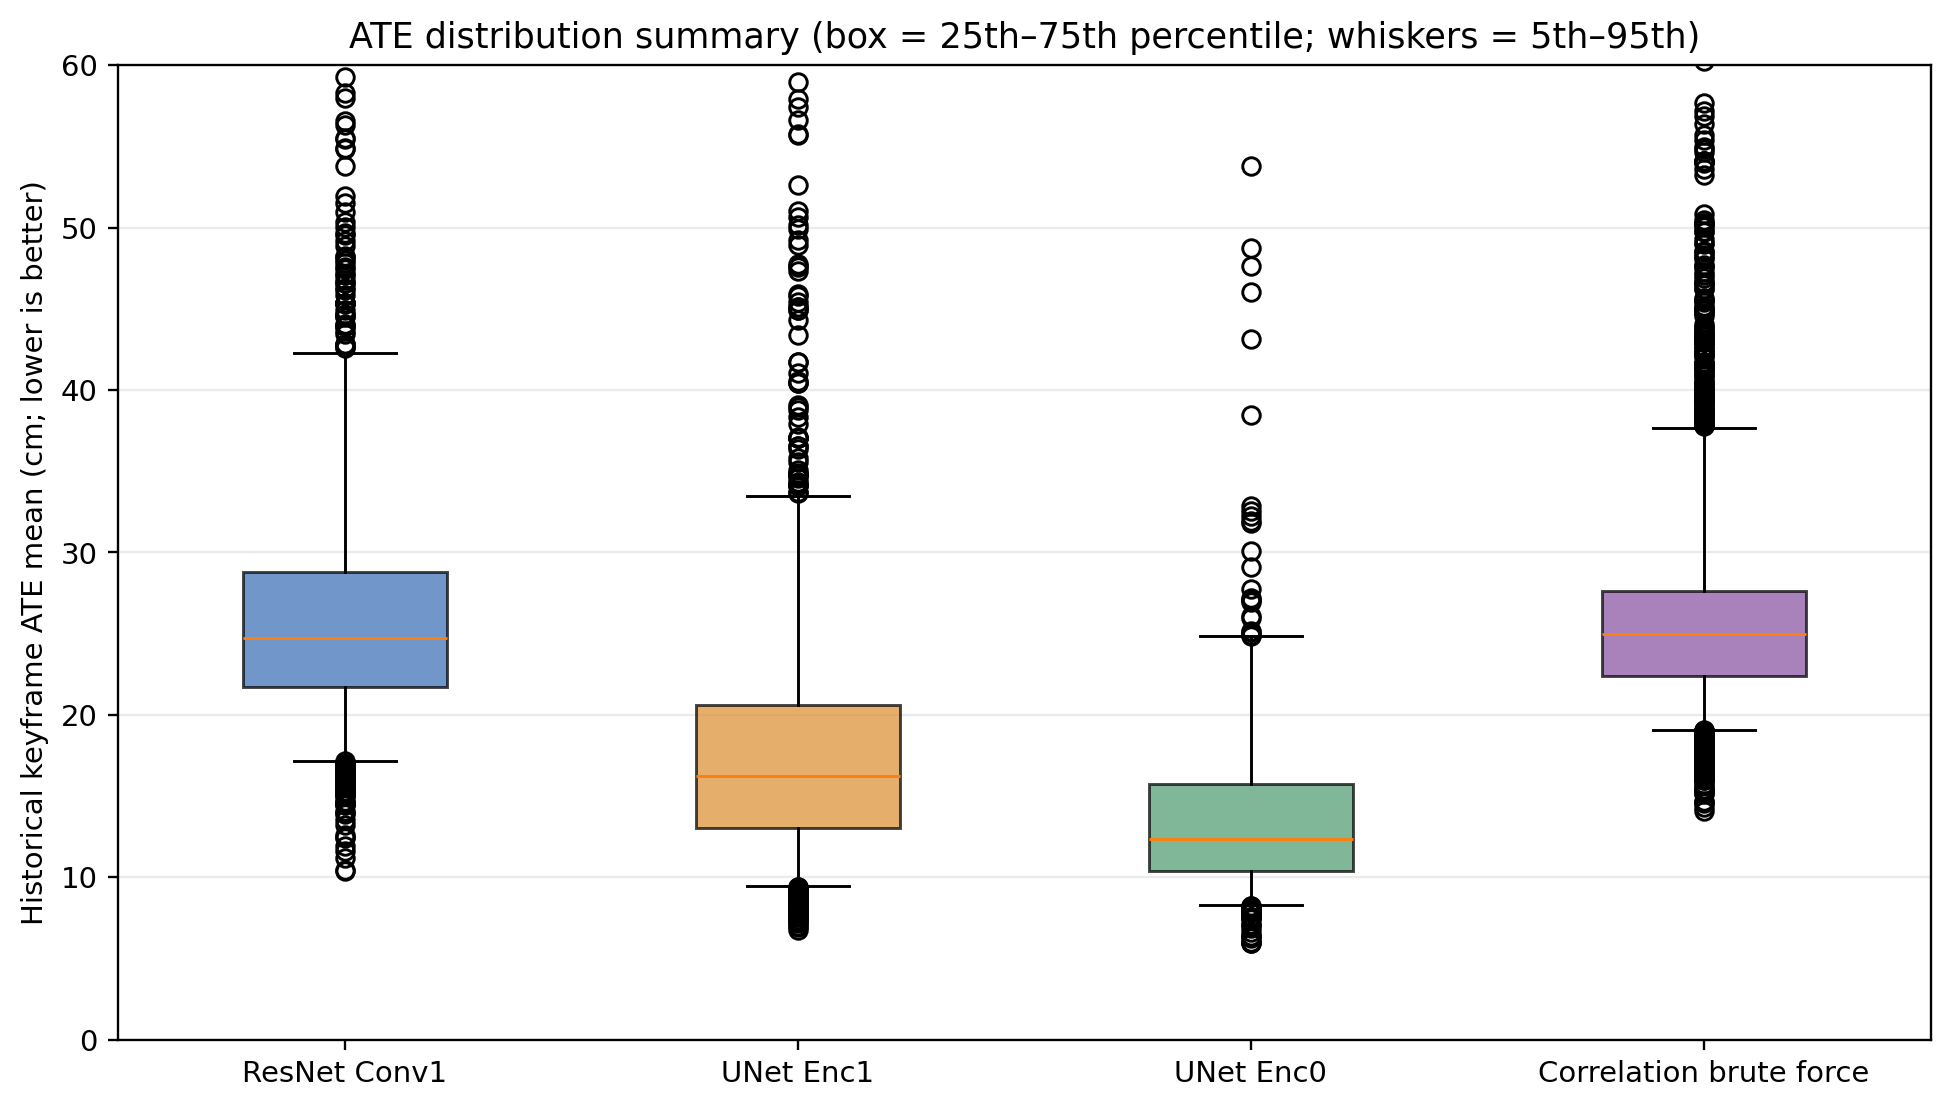 ATE distribution summary (box = 25th–75th percentile; whiskers = 5th–95th)
Historical keyframe ATE mean (cm; lower is better)
60
50
40
30
20
10
0
ResNet Conv1
UNet Enc1
UNet Enc0
Correlation brute force